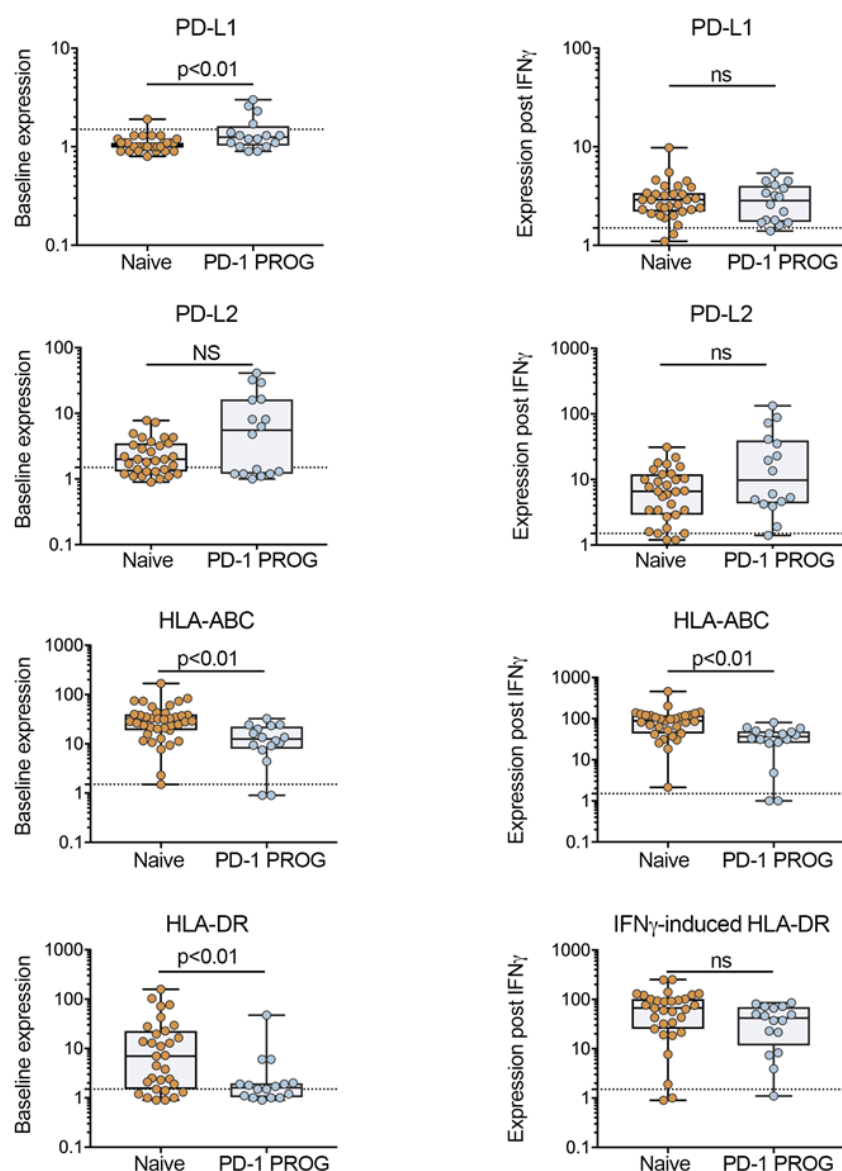 PD-L1
Baseline expression
10
1
0.1
p<0.01
Naive PD-1 PROG
PD-L1
Expression post IFNγ
100
10
1
ns
Naive PD-1 PROG
PD-L2
Baseline expression
100
10
1
0.1
NS
Naive PD-1 PROG
PD-L2
Expression post IFNγ
1000
100
10
1
ns
Naive PD-1 PROG
HLA-ABC
Baseline expression
1000
100
10
1
0.1
p<0.01
Naive PD-1 PROG
HLA-ABC
Expression post IFNγ
1000
100
10
1
0.1
p<0.01
Naive PD-1 PROG
HLA-DR
Baseline expression
1000
100
10
1
0.1
p<0.01
Naive PD-1 PROG
IFNγ-induced HLA-DR
Expression post IFNγ
1000
100
10
1
0.1
ns
Naive PD-1 PROG